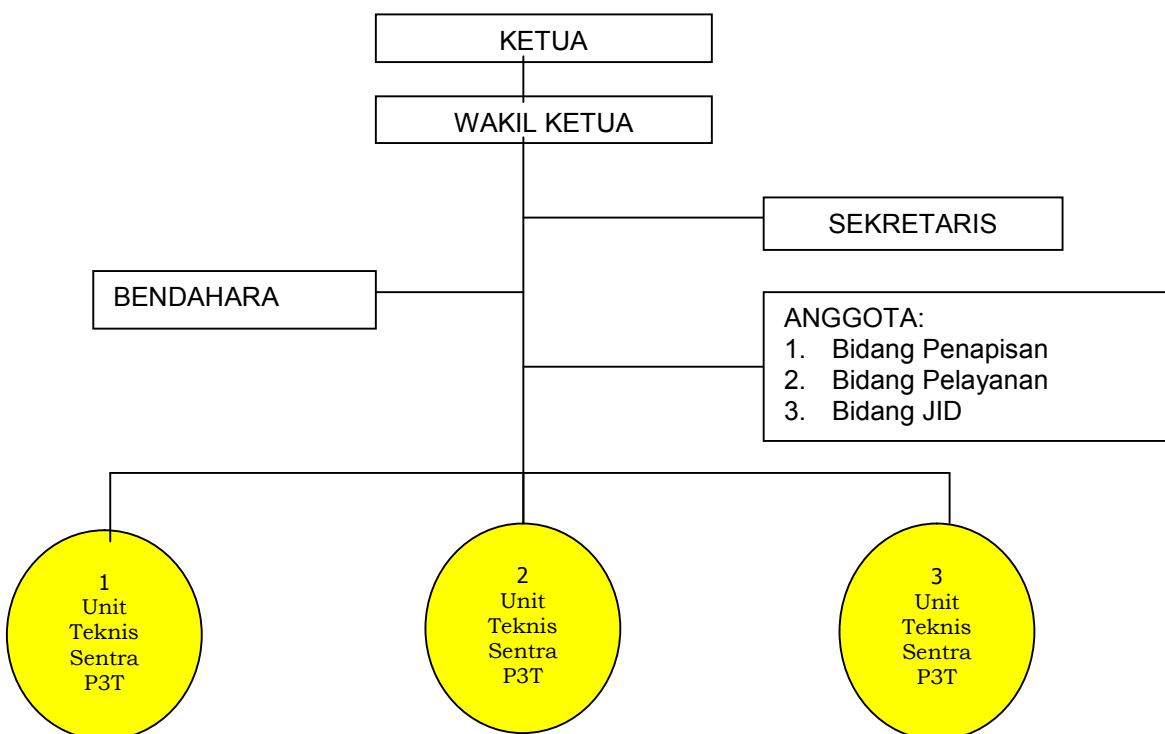 KETUA
WAKIL KETUA
SEKRETARIS
BENDAHARA
ANGGOTA:
1. Bidang Penapisan
2. Bidang Pelayanan
3. Bidang JID
1
Unit
Teknis
Sentra
P3T
2
Unit
Teknis
Sentra
P3T
3
Unit
Teknis
Sentra
P3T